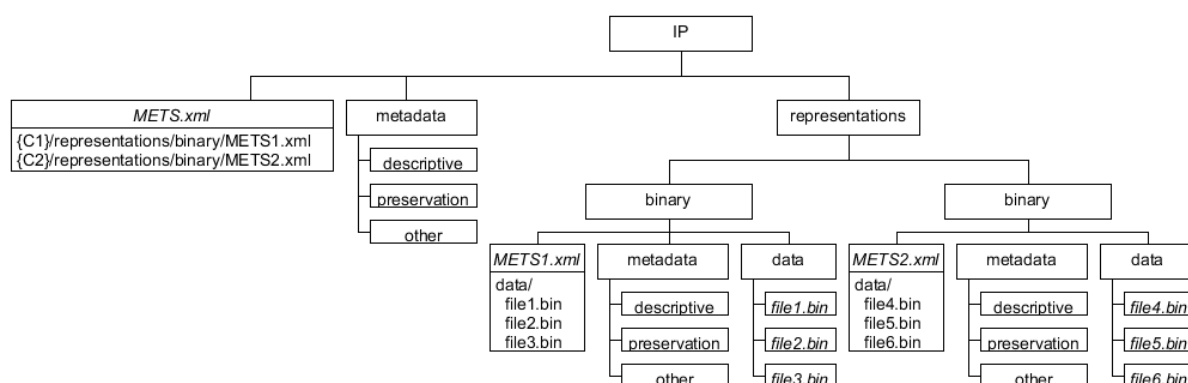 IP
METS.xml
{C1}/representations/binary/METS1.xml
{C2}/representations/binary/METS2.xml
metadata
descriptive
preservation
other
representations
binary
METS1.xml
data/
file1.bin
file2.bin
file3.bin
metadata
descriptive
preservation
other
data
file1.bin
file2.bin
file3.bin
binary
METS2.xml
data/
file4.bin
file5.bin
file6.bin
metadata
descriptive
preservation
other
data
file4.bin
file5.bin
file6.bin